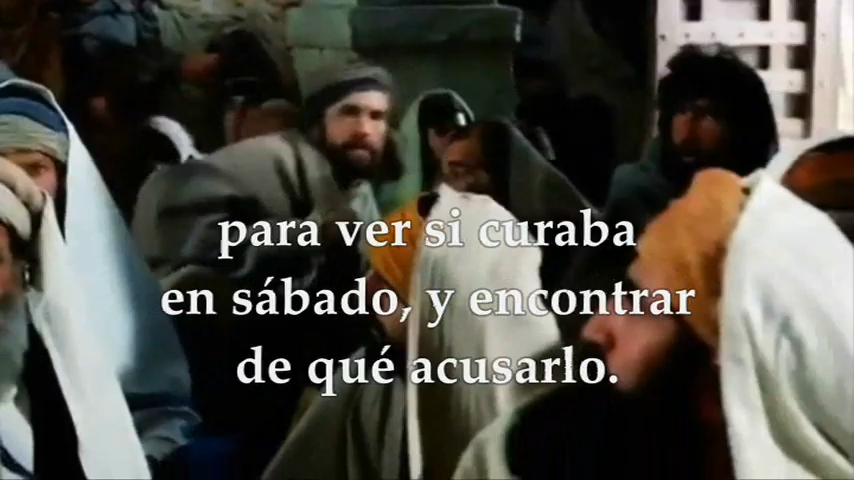 para ver si curaba
en sábado, y encontrar
de qué acusarlo.